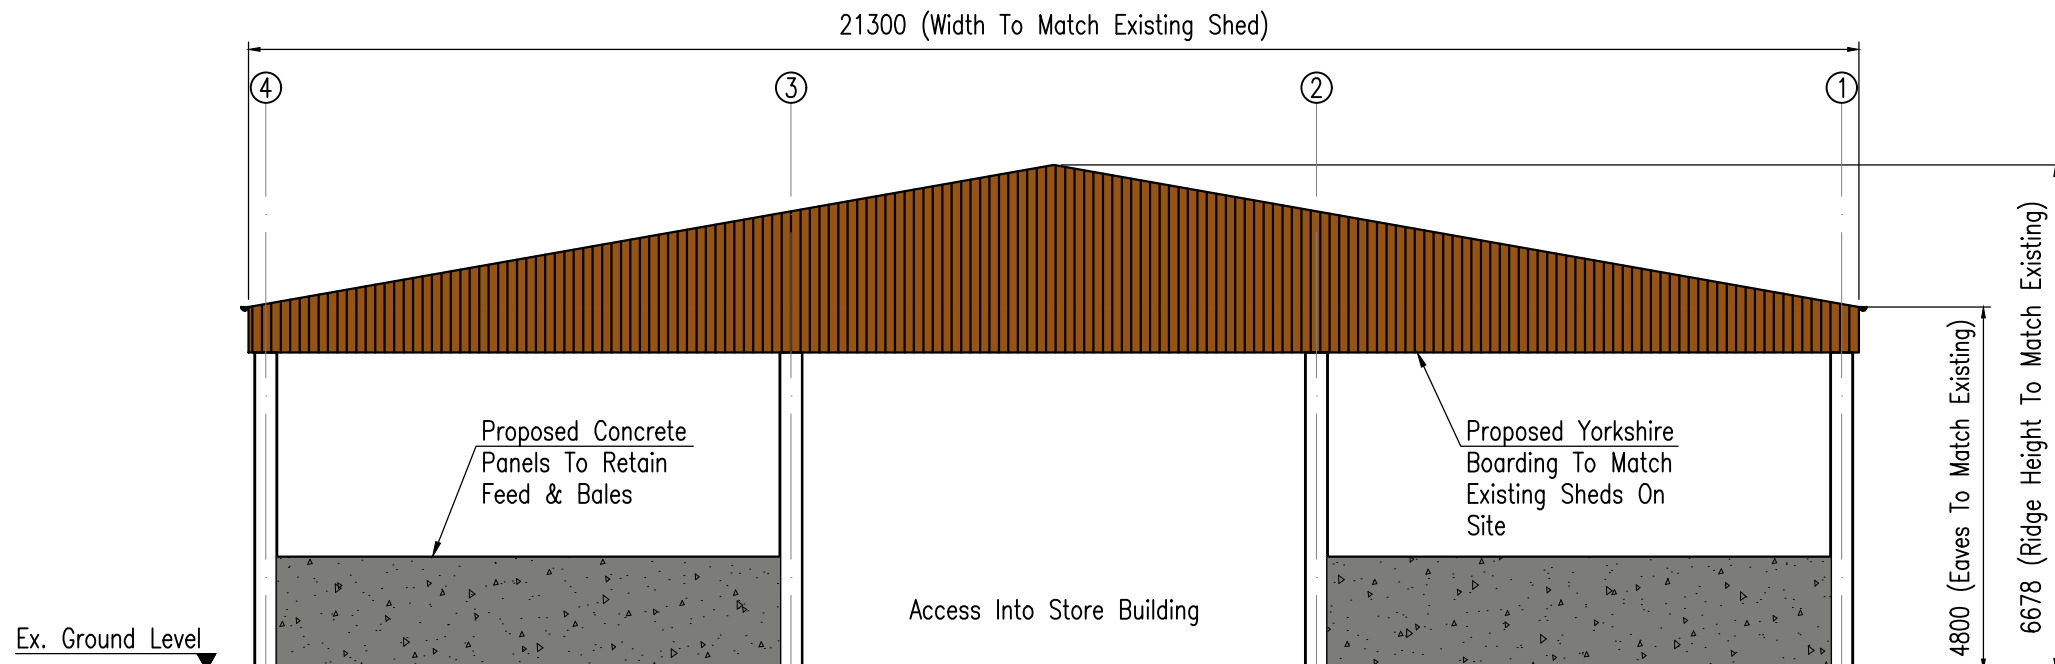 21300 (Width To Match Existing Shed)
4
3
2
1
Proposed Concrete
Panels To Retain
Feed & Bales
Proposed Yorkshire
Boarding To Match
Existing Sheds On
Site
4800 (Eaves To Match Existing)
6678 (Ridge Height To Match Existing)
Access Into Store Building
Ex. Ground Level